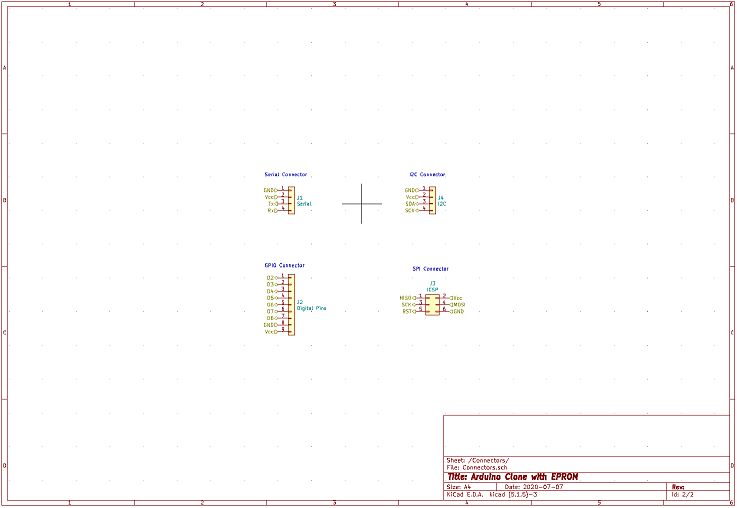 1 2 3 4 5 6
A A
Serial Connector I2C Connector
B B
GND 1
Vcc 2
Tx 3
Rx 4
J1
Serial
GND 1
Vcc 2
SDA 3
SCK 4
J4
I2C
GPIO Connector SPI Connector
D2 1
D3 2
D4 3
D5 4
D6 5
D7 6
D8 7
GND 8
Vcc 9
J2
Digital Pins
J3
ICSP
MISO 1 2 Vcc
SCK 3 4 MOSI
RST 5 6 GND
C C
D D
Sheet: /Connectors/
File: Connectors.sch
Title: Arduino Clone with EPROM
Size: A4 Date: 2020-07-07 Rev:
KiCad E.D.A. kicad (5.1.5)-3 Id: 2/2
1 2 3 4 5 6